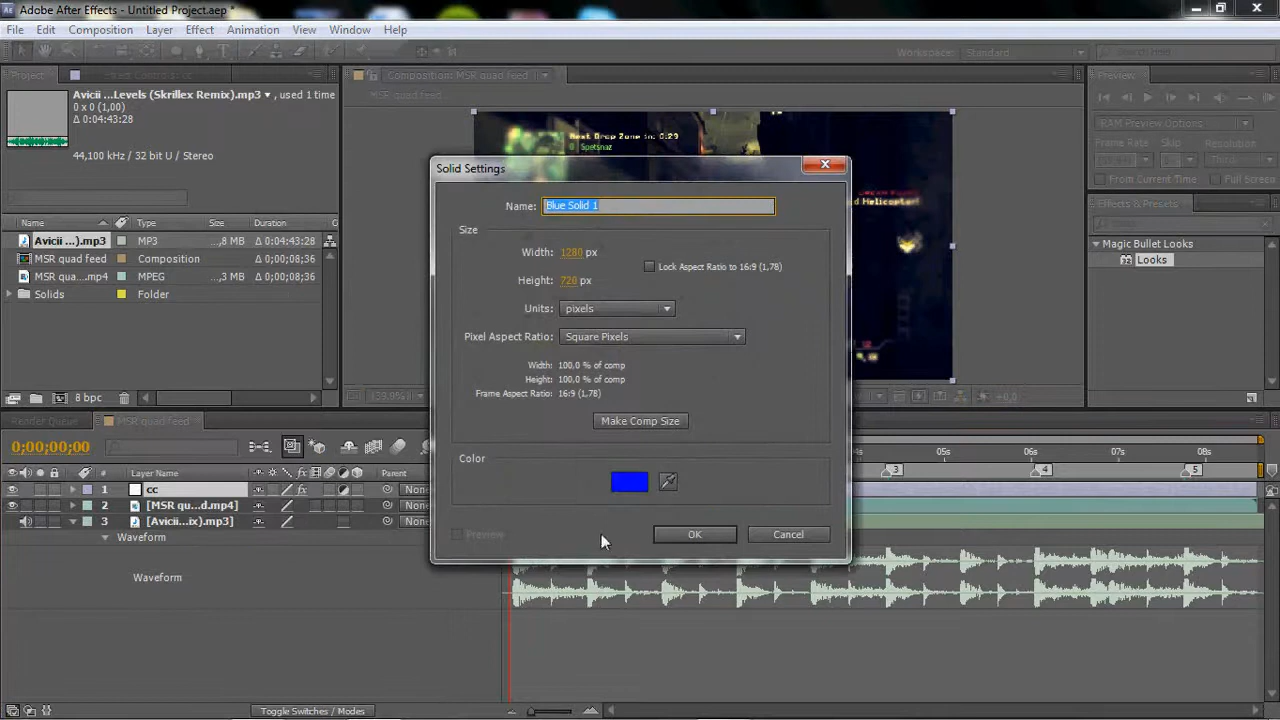 Adobe After Effects - Untitled Project.aep *
File Edit Composition Layer Effect Animation View Window Help
Workspace: Standard Search Help
Project Effect Controls: cc
Composition: MSR quad feed
MSR quad feed
Preview
Avicii ...Levels (Skrillex Remix).mp3 ▾, used 1 time
0 x 0 (1,00)
Δ 0:04:43:28
44,100 kHz / 32 bit U / Stereo
RAM Preview Options
Frame Rate Skip Resolution
From Current Time Full Screen
Effects & Presets
Magic Bullet Looks
Looks
Next Drop Zone in: 0:29
0 Spetsnaz
Helicopter!
Name Type Size Duration
Avicii ...).mp3 MP3 ...,8 MB Δ 0:04:43:28
MSR quad feed Composition Δ 0;00;08;36
MSR qua...mp4 MPEG ...,3 MB Δ 0;00;08;36
Solids Folder
8 bpc
Solid Settings
Name: Blue Solid 1
Size
Width: 1280 px
Lock Aspect Ratio to 16:9 (1,78)
Height: 720 px
Units: pixels
Pixel Aspect Ratio: Square Pixels
Width: 100,0 % of comp
Height: 100,0 % of comp
Frame Aspect Ratio: 16:9 (1,78)
Make Comp Size
Color
Preview
OK Cancel
+0,0
Render Queue MSR quad feed
0;00;00;00
# Layer Name Parent
1 cc None
2 [MSR qu...d.mp4] None
3 [Avicii...ix).mp3] None
Waveform
Waveform
04s 05s 06s 07s 08s
3 4 5
Toggle Switches / Modes